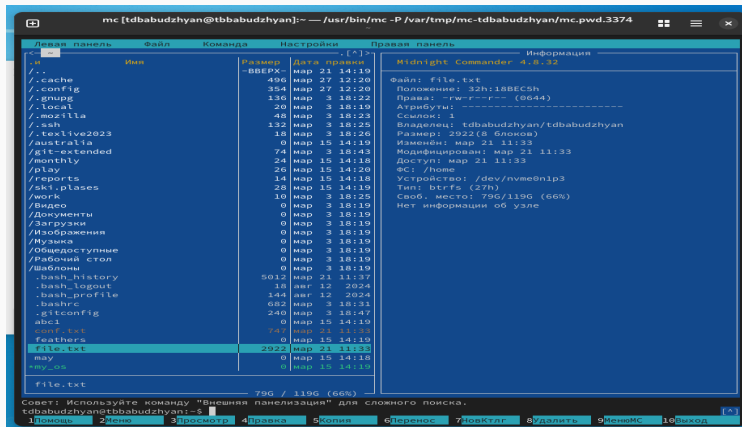 mc [tdbabudzhyan@tbbabudzhyan]:~ — /usr/bin/mc -P /var/tmp/mc-tdbabudzhyan/mc.pwd.3374
Левая панель Файл Команда Настройки Правая панель
.[^]>
.и Имя Размер Дата правки
/.. -ВВЕРХ- мар 21 14:19
/.cache 496 мар 27 12:20
/.config 354 мар 27 12:20
/.gnupg 136 мар 3 18:22
/.local 20 мар 3 18:19
/.mozilla 48 мар 3 18:23
/.ssh 132 мар 3 18:25
/.texlive2023 18 мар 3 18:26
/australia 0 мар 15 14:19
/git-extended 74 мар 3 18:43
/monthly 24 мар 15 14:18
/play 26 мар 15 14:20
/reports 14 мар 15 14:18
/ski.plases 28 мар 15 14:19
/work 10 мар 3 18:25
/Видео 0 мар 3 18:19
/Документы 0 мар 3 18:19
/Загрузки 0 мар 3 18:19
/Изображения 0 мар 3 18:19
/Музыка 0 мар 3 18:19
/Общедоступные 0 мар 3 18:19
/Рабочий стол 0 мар 3 18:19
/Шаблоны 0 мар 3 18:19
.bash_history 5012 мар 21 11:37
.bash_logout 18 авг 12 2024
.bash_profile 144 авг 12 2024
.bashrc 682 мар 3 18:31
.gitconfig 240 мар 3 18:47
abc1 0 мар 15 14:19
conf.txt 747 мар 21 11:33
feathers 0 мар 15 14:19
file.txt 2922 мар 21 11:33
may 0 мар 15 14:18
*my_os 0 мар 15 14:19
file.txt
79G / 119G (66%)
Информация
Midnight Commander 4.8.32
Файл: file.txt
Положение: 32h:18BEC5h
Права: -rw-r--r-- (0644)
Атрибуты: -------------------------
Ссылок: 1
Владелец: tdbabudzhyan/tdbabudzhyan
Размер: 2922(8 блоков)
Изменён: мар 21 11:33
Модифицирован: мар 21 11:33
Доступ: мар 21 11:33
ФС: /home
Устройство: /dev/nvme0n1p3
Тип: btrfs (27h)
Своб. место: 79G/119G (66%)
Нет информации об узле
Совет: Используйте команду "Внешняя панелизация" для сложного поиска.
tdbabudzhyan@tbbabudzhyan:~$ [^]
1Помощь 2Меню 3Просмотр 4Правка 5Копия 6Перенос 7НовКтлг 8Удалить 9МенюМС 10Выход